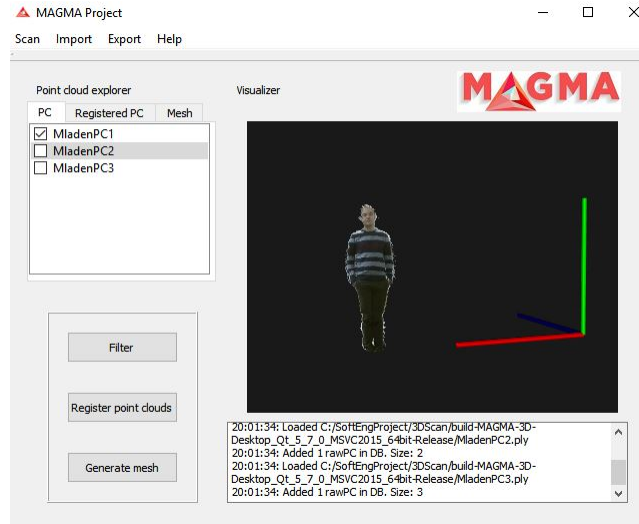 MAGMA Project
Scan Import Export Help
Point cloud explorer
Visualizer
MAGMA
PC Registered PC Mesh
MladenPC1
MladenPC2
MladenPC3
Filter
Register point clouds
Generate mesh
20:01:34: Loaded C:/SoftEngProject/3DScan/build-MAGMA-3D-
Desktop_Qt_5_7_0_MSVC2015_64bit-Release/MladenPC2.ply
20:01:34: Added 1 rawPC in DB. Size: 2
20:01:34: Loaded C:/SoftEngProject/3DScan/build-MAGMA-3D-
Desktop_Qt_5_7_0_MSVC2015_64bit-Release/MladenPC3.ply
20:01:34: Added 1 rawPC in DB. Size: 3